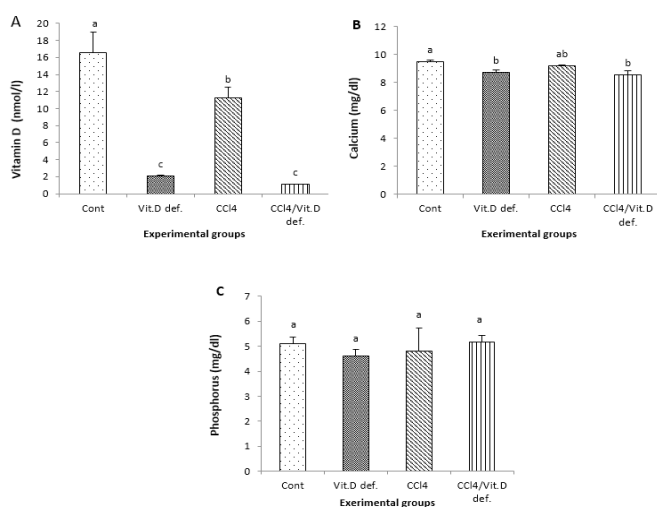 A
Vitamin D (nmol/l)
20
18
16
14
12
10
8
6
4
2
0
a
c
b
c
Cont
Vit.D def.
CCl4
CCl4/Vit.D
def.
Experimental groups
B
Calcium (mg/dl)
12
10
8
6
4
2
0
a
b
ab
b
Cont
Vit.D def.
CCl4
CCl4/Vit.D
def.
Exerimental groups
C
Phosphorus (mg/dl)
7
6
5
4
3
2
1
0
a
a
a
a
Cont
Vit.D def.
CCl4
CCl4/Vit.D
def.
Exerimental groups